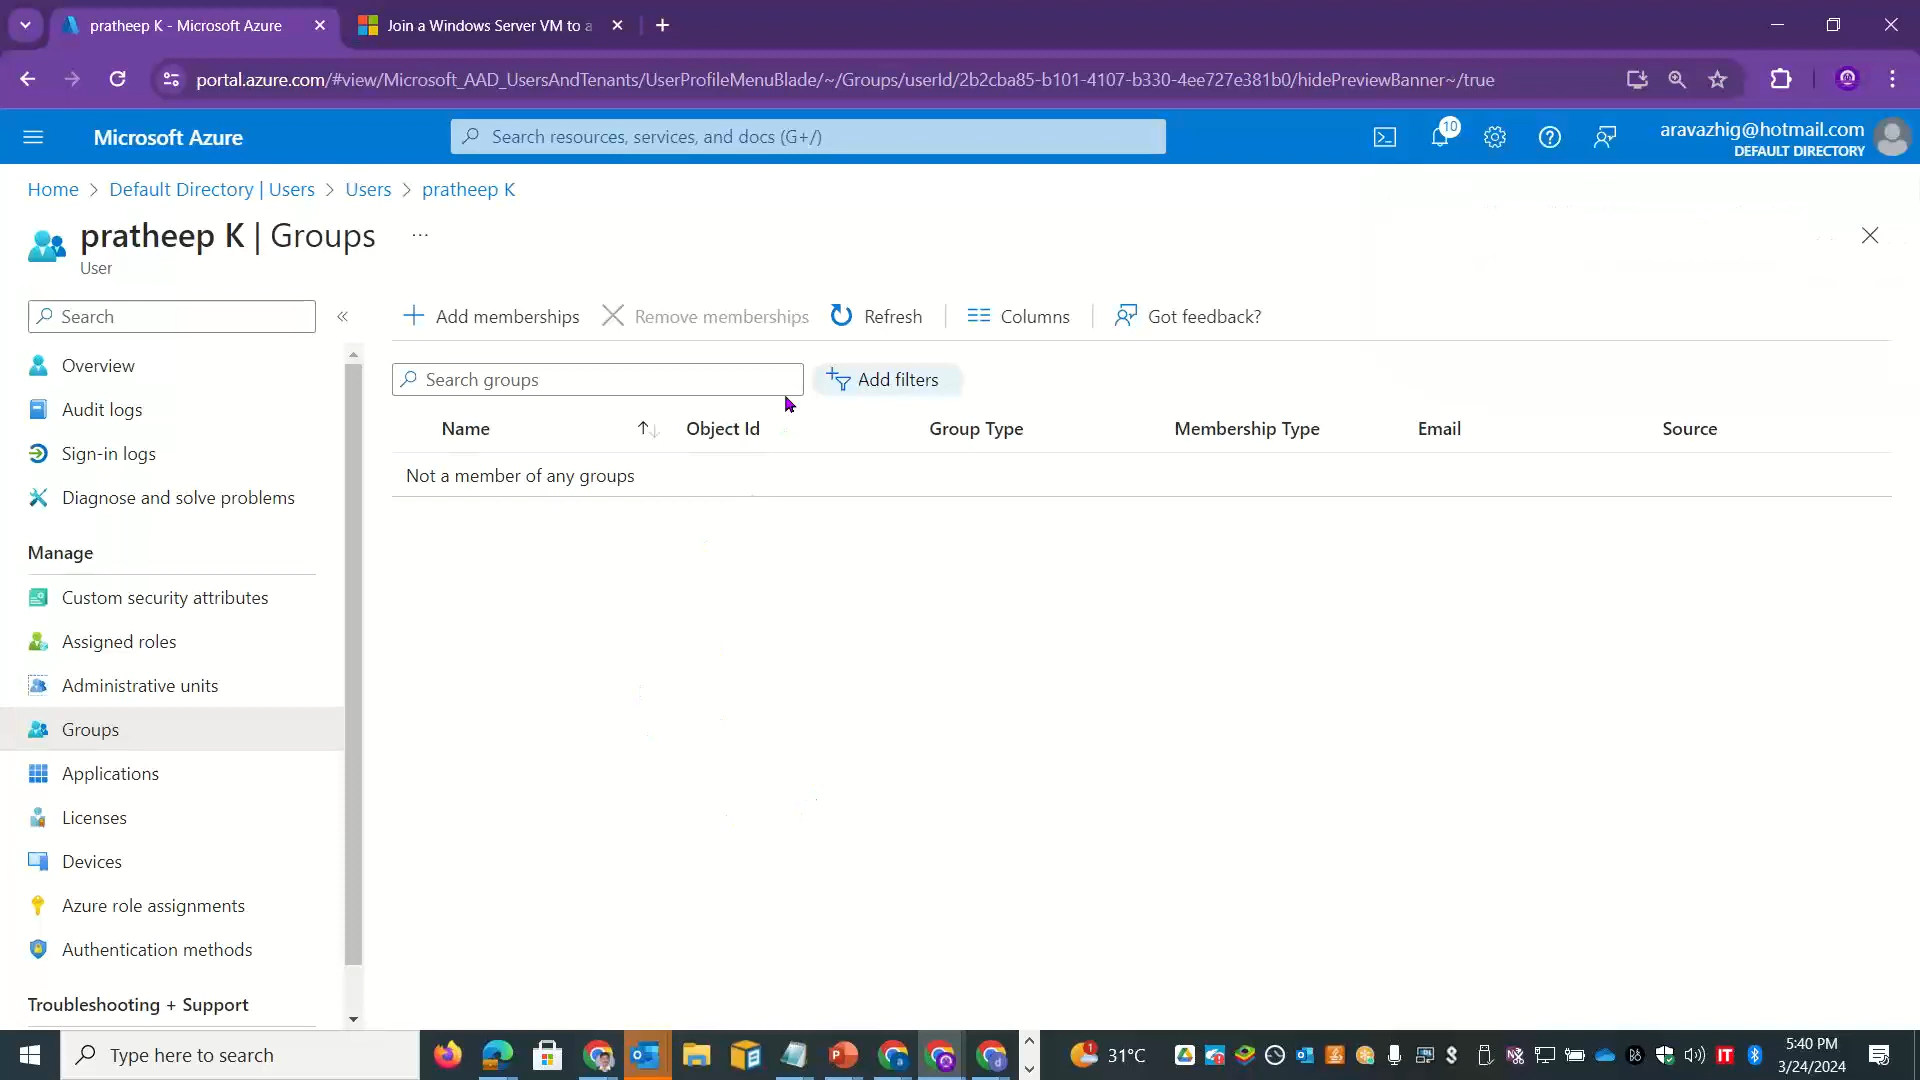 pratheep K - Microsoft Azure
Join a Windows Server VM to a
portal.azure.com/#view/Microsoft_AAD_UsersAndTenants/UserProfileMenuBlade/~/Groups/userId/2b2cba85-b101-4107-b330-4ee727e381b0/hidePreviewBanner~/true
Microsoft Azure
Search resources, services, and docs (G+/)
10
aravazhig@hotmail.com
DEFAULT DIRECTORY
Home > Default Directory | Users > Users > pratheep K
pratheep K | Groups
...
User
Search
Add memberships
Remove memberships
Refresh
Columns
Got feedback?
Overview
Audit logs
Sign-in logs
Diagnose and solve problems
Manage
Custom security attributes
Assigned roles
Administrative units
Groups
Applications
Licenses
Devices
Azure role assignments
Authentication methods
Troubleshooting + Support
Search groups
Add filters
Name
Object Id
Group Type
Membership Type
Email
Source
Not a member of any groups
Type here to search
1
31°C
IT
5:40 PM
3/24/2024